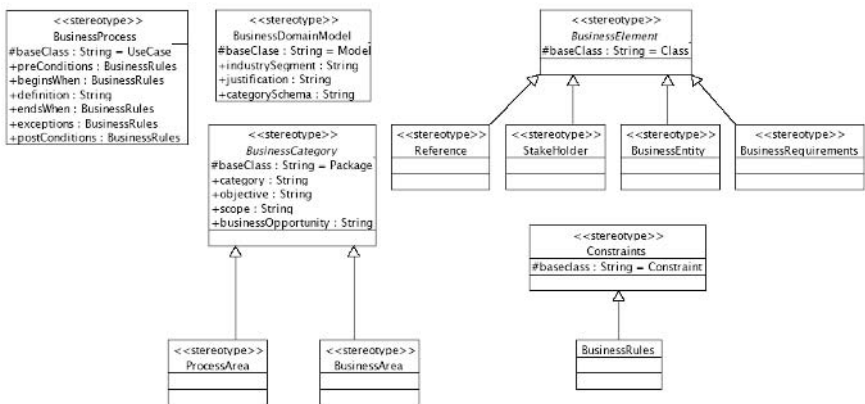 <<stereotype>>
BusinessProcess
#baseClass : String = UseCase
+preConditions : BusinessRules
+beginsWhen : BusinessRules
+definition : String
+endsWhen : BusinessRules
+exceptions : BusinessRules
+postConditions : BusinessRules
<<stereotype>>
BusinessDomainModel
#baseClase : String = Model
+industrySegment : String
+justification : String
+categorySchema : String
<<stereotype>>
BusinessElement
#baseClass : String = Class
<<stereotype>>
BusinessCategory
#baseClass : String = Package
+category : String
+objective : String
+scope : String
+businessOpportunity : String
<<stereotype>>
Reference
<<stereotype>>
StakeHolder
<<stereotype>>
BusinessEntity
<<stereotype>>
BusinessRequirements
<<stereotype>>
Constraints
#baseclass : String = Constraint
<<stereotype>>
ProcessArea
<<stereotype>>
BusinessArea
BusinessRules